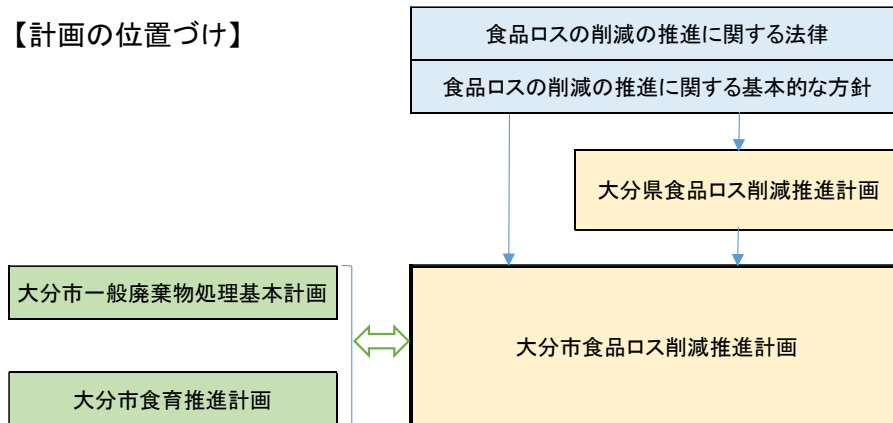 【計画の位置づけ】
食品ロスの削減の推進に関する法律
食品ロスの削減の推進に関する基本的な方針
大分県食品ロス削減推進計画
大分市一般廃棄物処理基本計画
大分市食品ロス削減推進計画
大分市食育推進計画